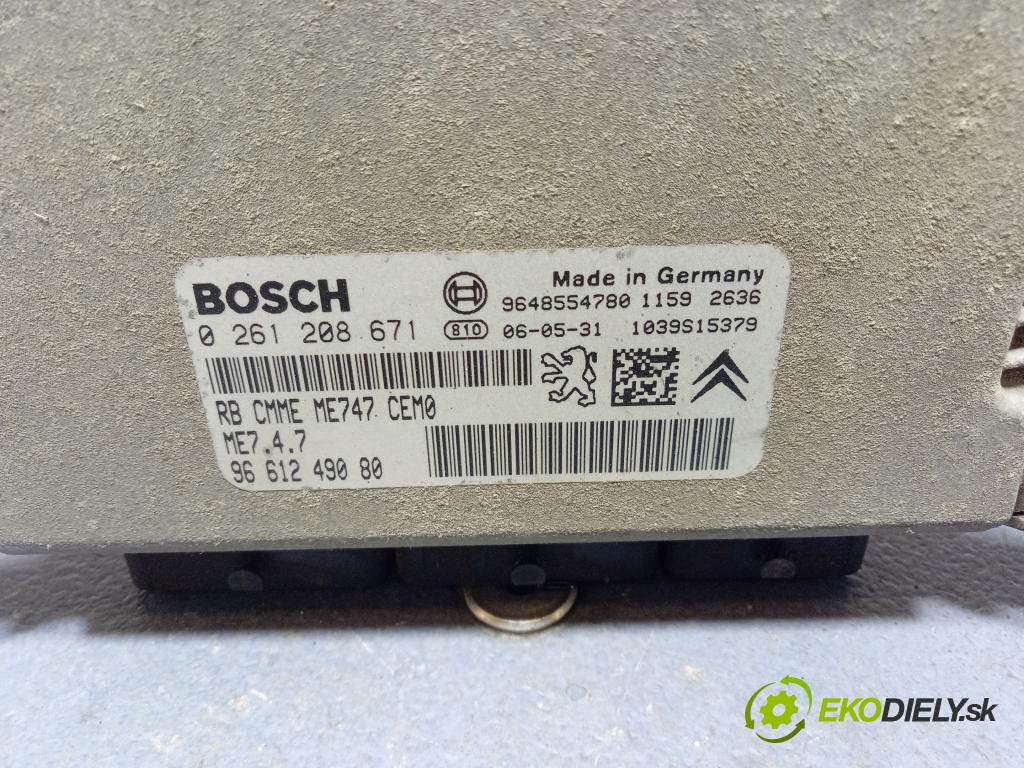 BOSCH
Made in Germany
9648554780 1159 2636
0 261 208 671 810 06-05-31 1039S15379
RB CMME ME747 CEM0
ME7.4.7
96 612 490 80
EKODIELY.sk